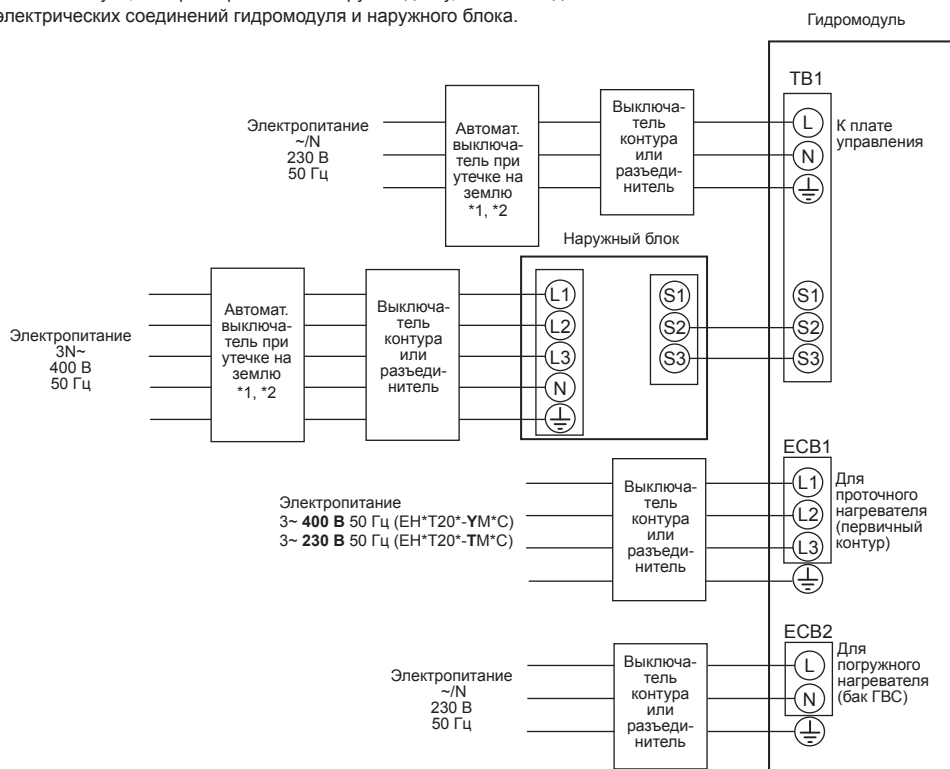 электрических соединений гидромодуля и наружного блока.
Гидромодуль
TB1
Электропитание
~/N
230 В
50 Гц
Автомат.
выключа-
тель при
утечке на
землю
*1, *2
Выключа-
тель
контура
или
разъеди-
нитель
L
N
К плате
управления
Наружный блок
Электропитание
3N~
400 В
50 Гц
Автомат.
выключа-
тель при
утечке на
землю
*1, *2
Выключа-
тель
контура
или
разъеди-
нитель
L1
L2
L3
N
S1
S2
S3
S1
S2
S3
ECB1
Электропитание
3~ 400 В 50 Гц (EH*T20*-YM*C)
3~ 230 В 50 Гц (EH*T20*-TM*C)
Выключа-
тель
контура
или
разъеди-
нитель
L1
L2
L3
Для
проточного
нагревателя
(первичный
контур)
ECB2
Электропитание
~/N
230 В
50 Гц
Выключа-
тель
контура
или
разъеди-
нитель
L
N
Для
погружного
нагревателя
(бак ГВС)